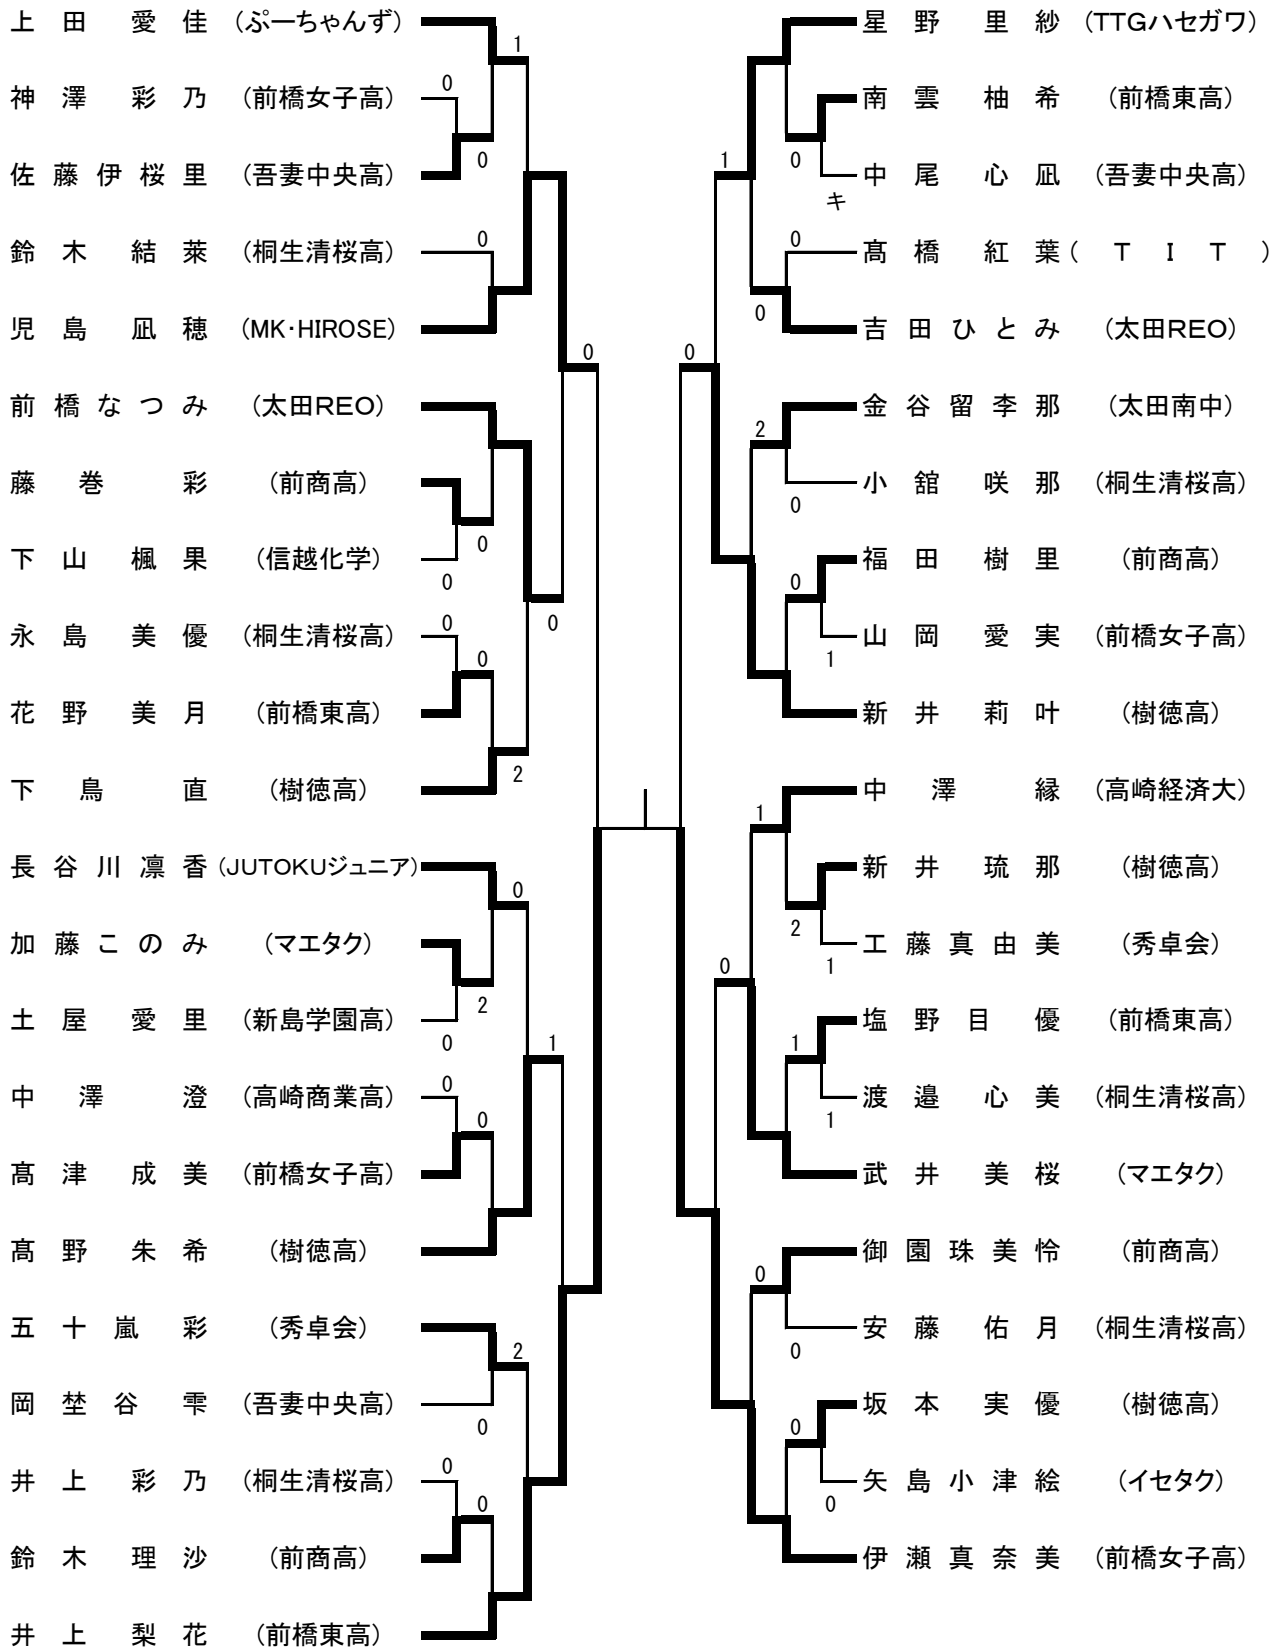 上田愛佳 (ぷーちゃんず)
1
0
神澤彩乃 (前橋女子高)
0
佐藤伊桜里 (吾妻中央高)
0
鈴木結菜 (桐生清桜高)
児島凪穂 (MK・HIROSE)
0
前橋なつみ (太田REO)
藤巻彩 (前商高)
0
下山楓果 (信越化学)
0
0
0
永島美優 (桐生清桜高)
0
花野美月 (前橋東高)
2
下鳥直 (樹徳高)
長谷川凛香 (JUTOKUジュニア)
0
加藤このみ (マエタク)
2
土屋愛里 (新島学園高)
0
1
0
中澤澄 (高崎商業高)
0
髙津成美 (前橋女子高)
髙野朱希 (樹徳高)
五十嵐彩 (秀卓会)
2
岡埜谷雫 (吾妻中央高)
0
0
井上彩乃 (桐生清桜高)
0
鈴木理沙 (前商高)
井上梨花 (前橋東高)
星野里紗 (TTGハセガワ)
南雲柚希 (前橋東高)
1
0
中尾心凪 (吾妻中央高)
キ
0
髙橋紅葉 (TIT)
0
吉田ひとみ (太田REO)
0
金谷留李那 (太田南中)
2
小舘咲那 (桐生清桜高)
0
福田樹里 (前商高)
0
山岡愛実 (前橋女子高)
1
新井莉叶 (樹徳高)
中澤縁 (高崎経済大)
1
新井琉那 (樹徳高)
2
工藤真由美 (秀卓会)
1
0
塩野目優 (前橋東高)
1
渡邉心美 (桐生清桜高)
1
武井美桜 (マエタク)
御園珠美怜 (前商高)
0
安藤佑月 (桐生清桜高)
0
坂本実優 (樹徳高)
0
矢島小津絵 (イセタク)
0
伊瀬真奈美 (前橋女子高)